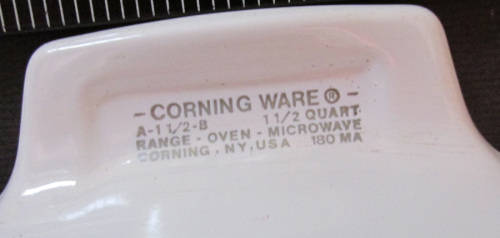 - CORNING WARE ® -
A-1 1/2-B 1 1/2 QUART
RANGE - OVEN - MICROWAVE
CORNING, NY, USA 180 MA